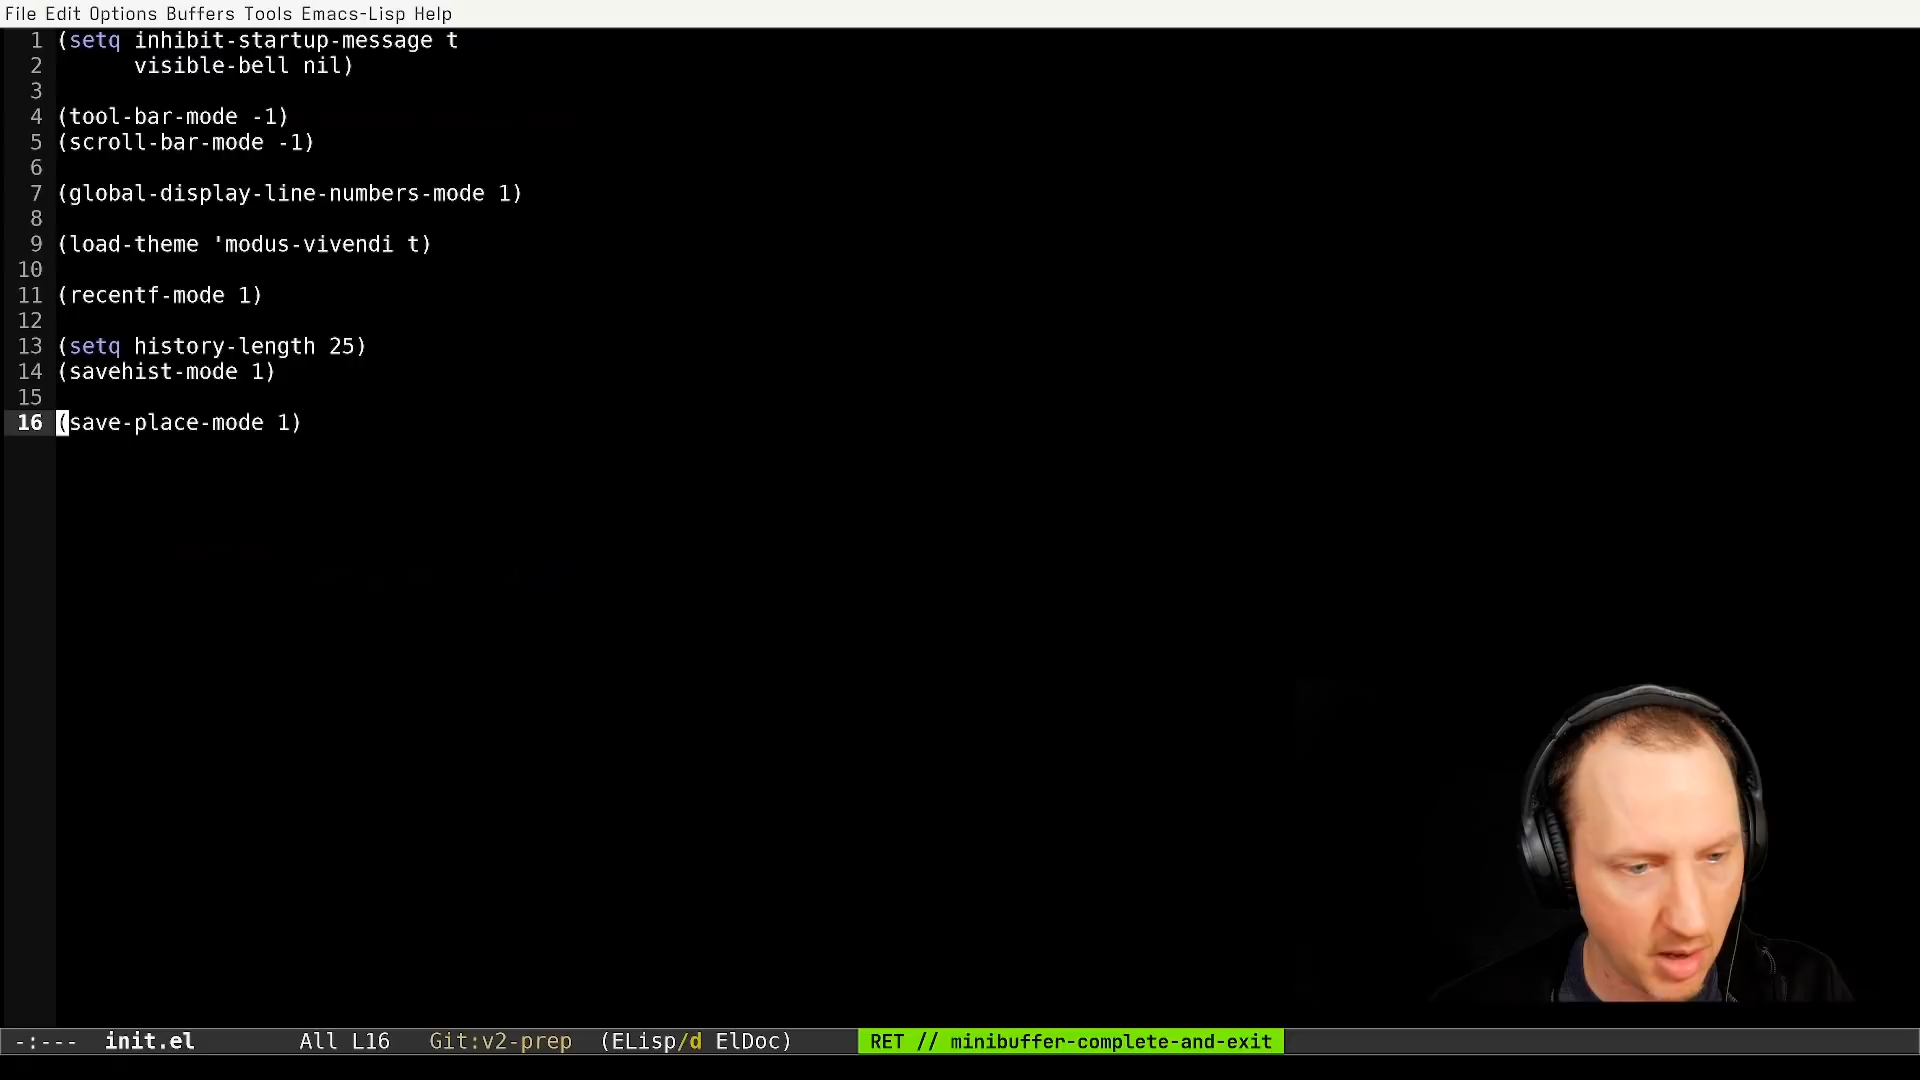 File Edit Options Buffers Tools Emacs-Lisp Help
1 (setq inhibit-startup-message t
2       visible-bell nil)
3
4 (tool-bar-mode -1)
5 (scroll-bar-mode -1)
6
7 (global-display-line-numbers-mode 1)
8
9 (load-theme 'modus-vivendi t)
10
11 (recentf-mode 1)
12
13 (setq history-length 25)
14 (savehist-mode 1)
15
16 (save-place-mode 1)
-:--- init.el All L16 Git:v2-prep (ELisp/d ElDoc) RET // minibuffer-complete-and-exit